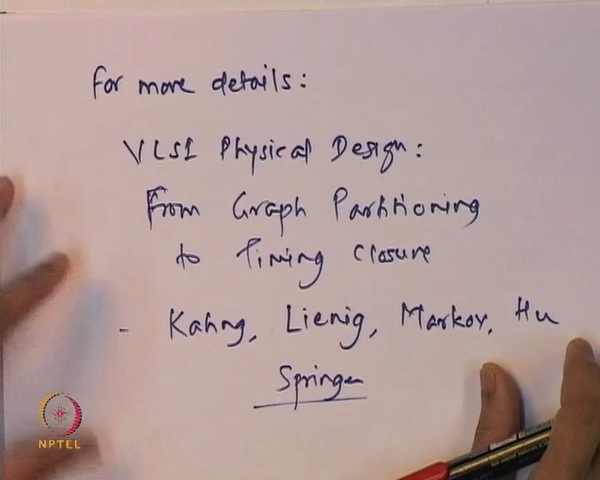 For more details:
VLSI Physical Design:
From Graph Partitioning
to Timing Closure
- Kahng, Lienig, Markov, Hu
Springer
NPTEL